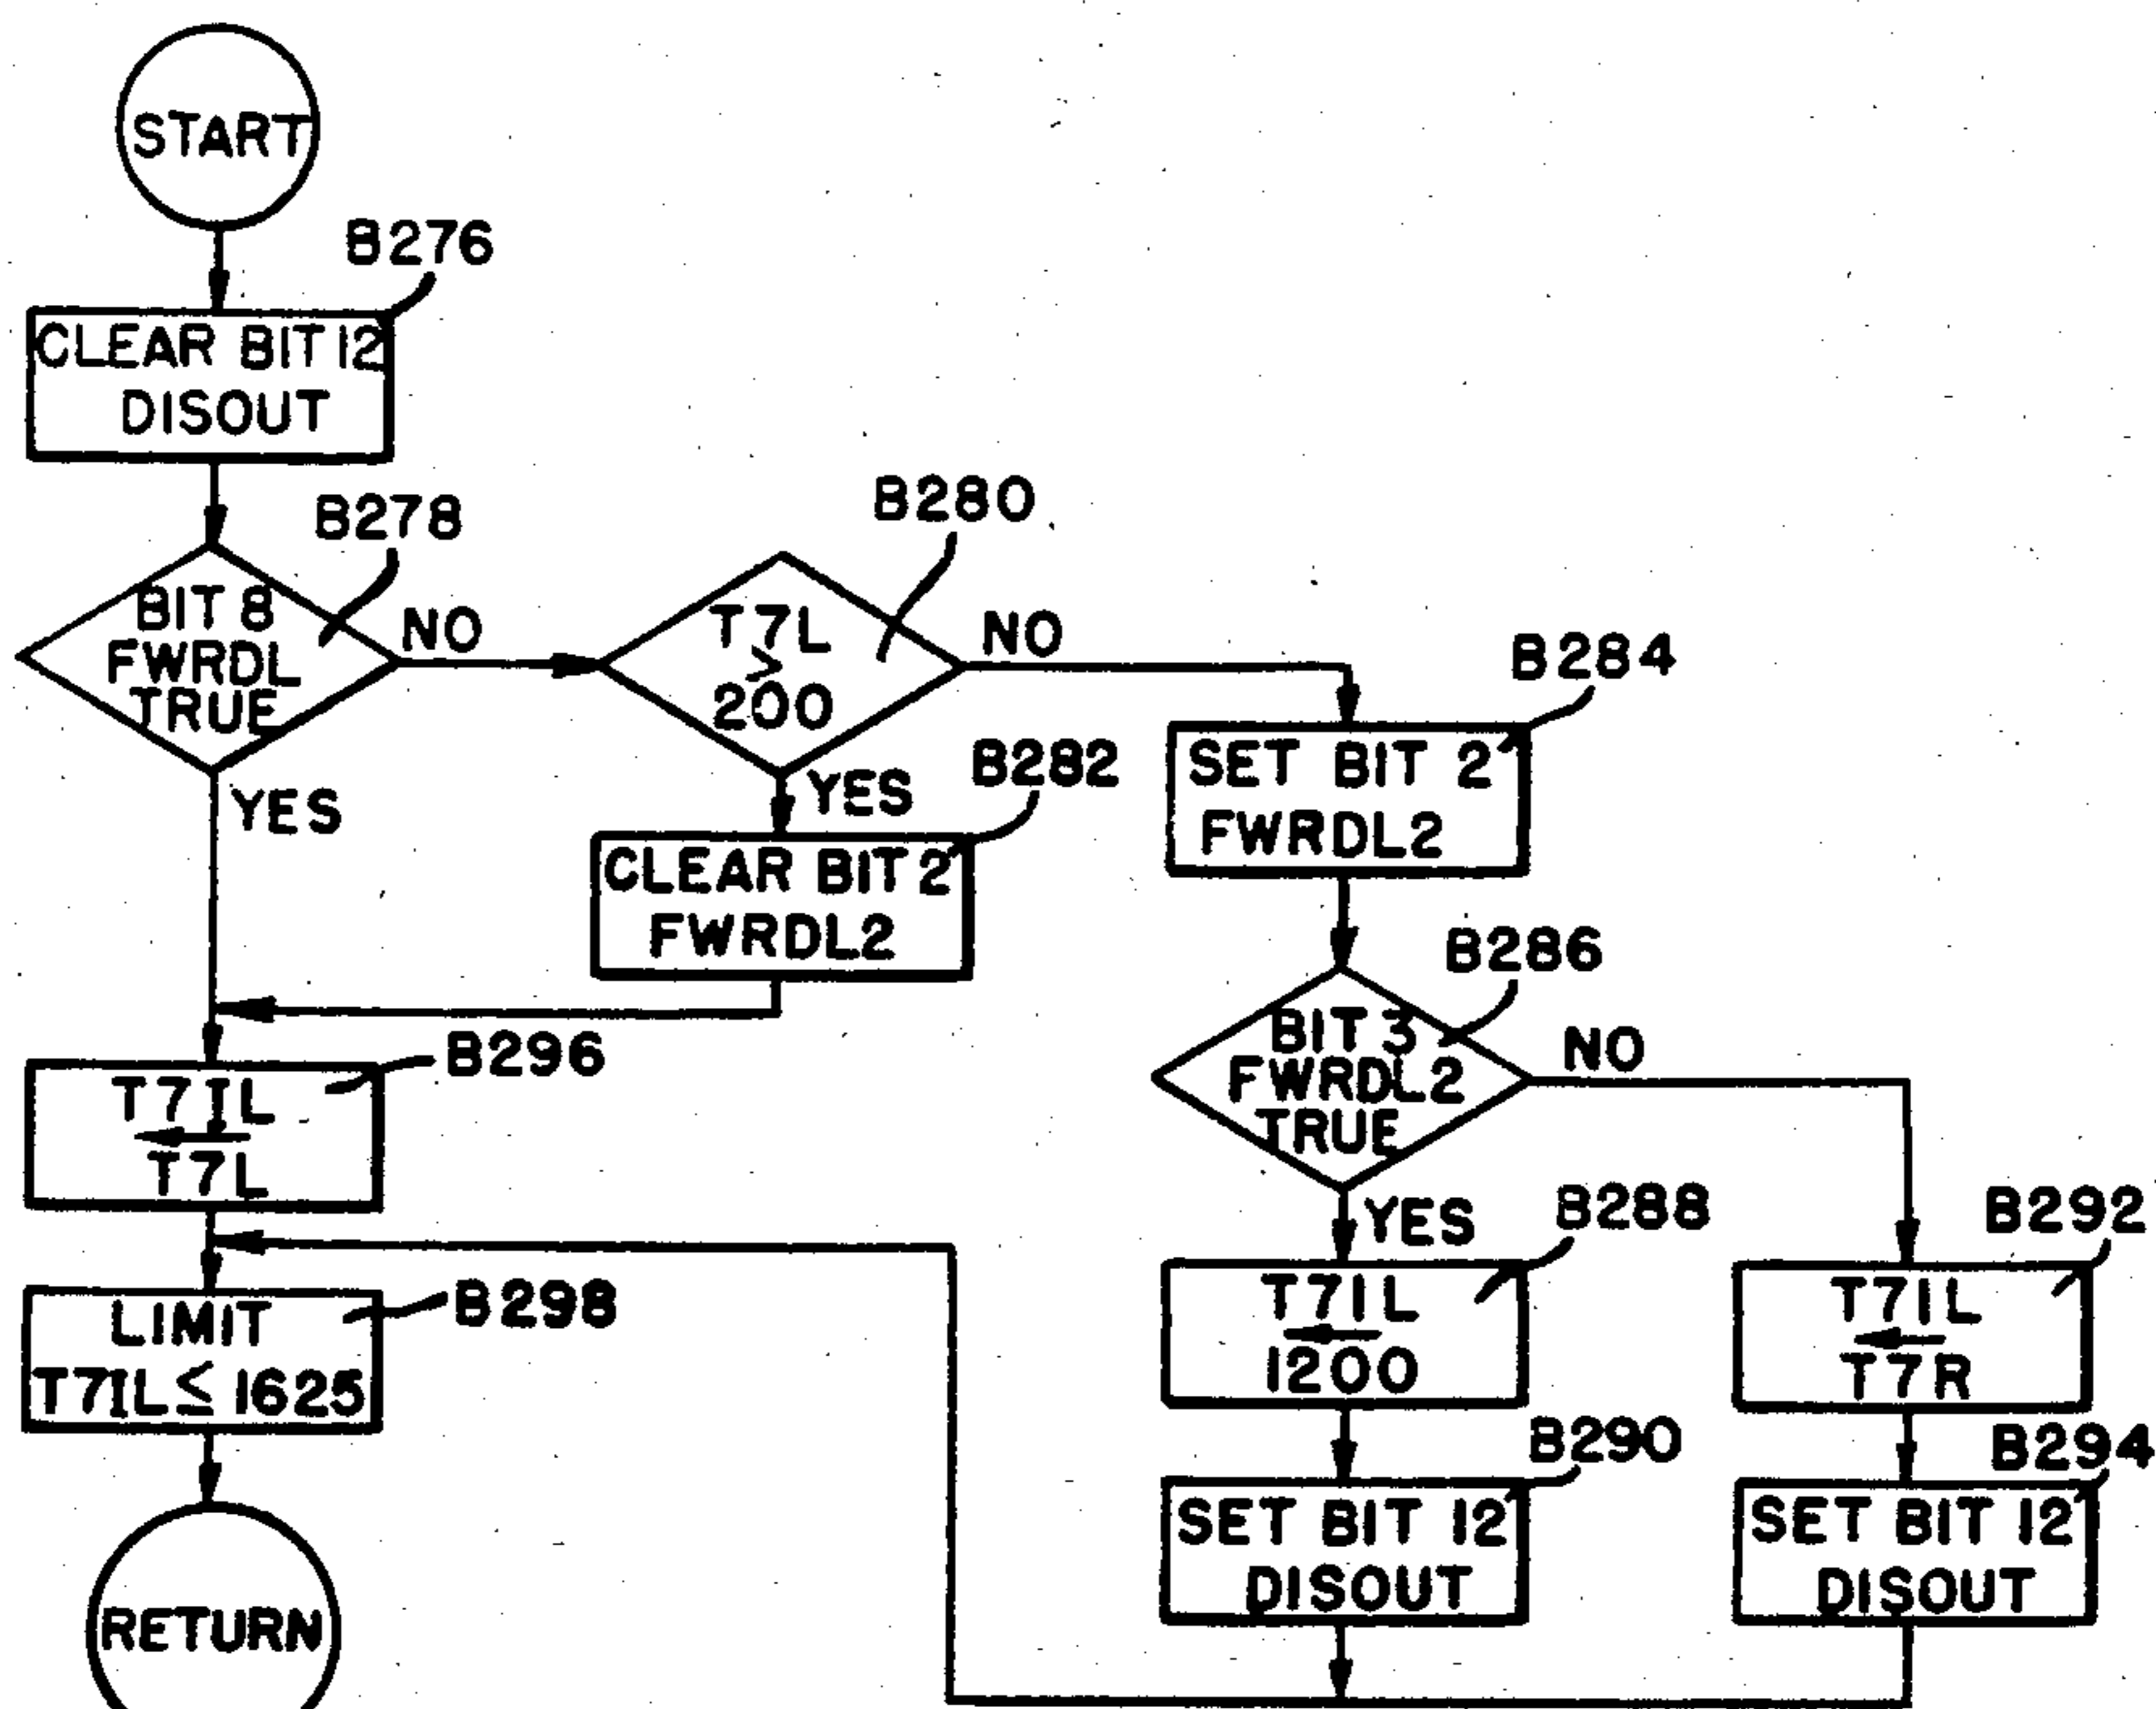 START
B276
CLEAR BIT 12
DISOUT
B278
BIT 8
FWRDL
TRUE
NO
YES
B280
T7L
>
200
NO
YES
B282
CLEAR BIT 2
FWRDL2
B284
SET BIT 2
FWRDL2
B286
BIT 3
FWRDL2
TRUE
NO
YES
B288
T7IL
←
1200
B290
SET BIT 12
DISOUT
B292
T7IL
←
T7R
B294
SET BIT 12
DISOUT
B296
T7IL
←
T7L
B298
LIMIT
T7IL ≤ 1625
RETURN